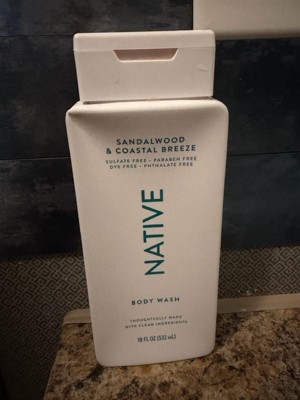 SANDALWOOD
& COASTAL BREEZE
SULFATE FREE • PARABEN FREE
DYE FREE • PHTHALATE FREE
NATIVE
BODY WASH
THOUGHTFULLY MADE
WITH CLEAN INGREDIENTS
18 FL OZ (532 mL)